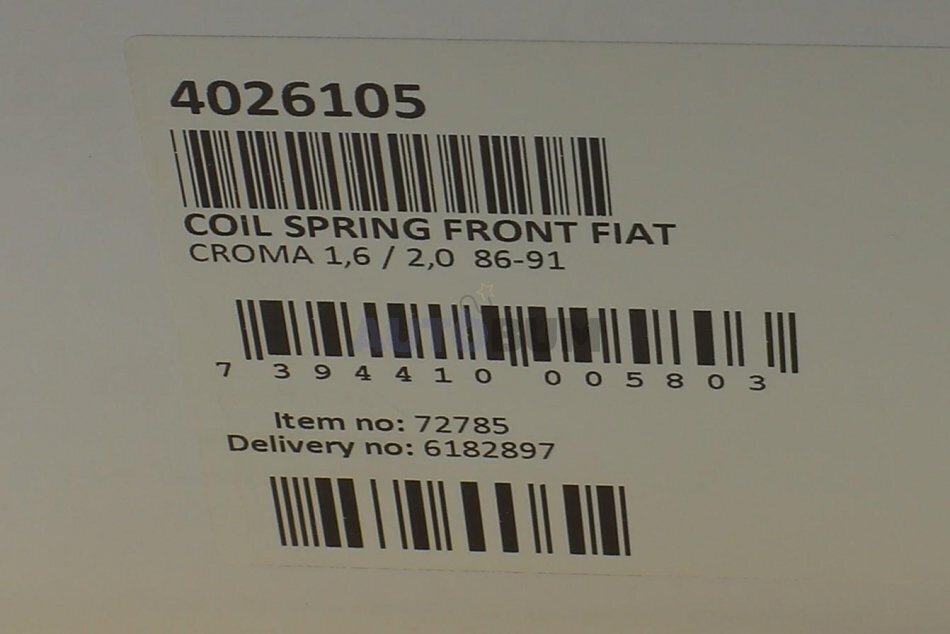 4026105
COIL SPRING FRONT FIAT
CROMA 1,6 / 2,0 86-91
AUTOBUM
7 394410 005803
Item no: 72785
Delivery no: 6182897